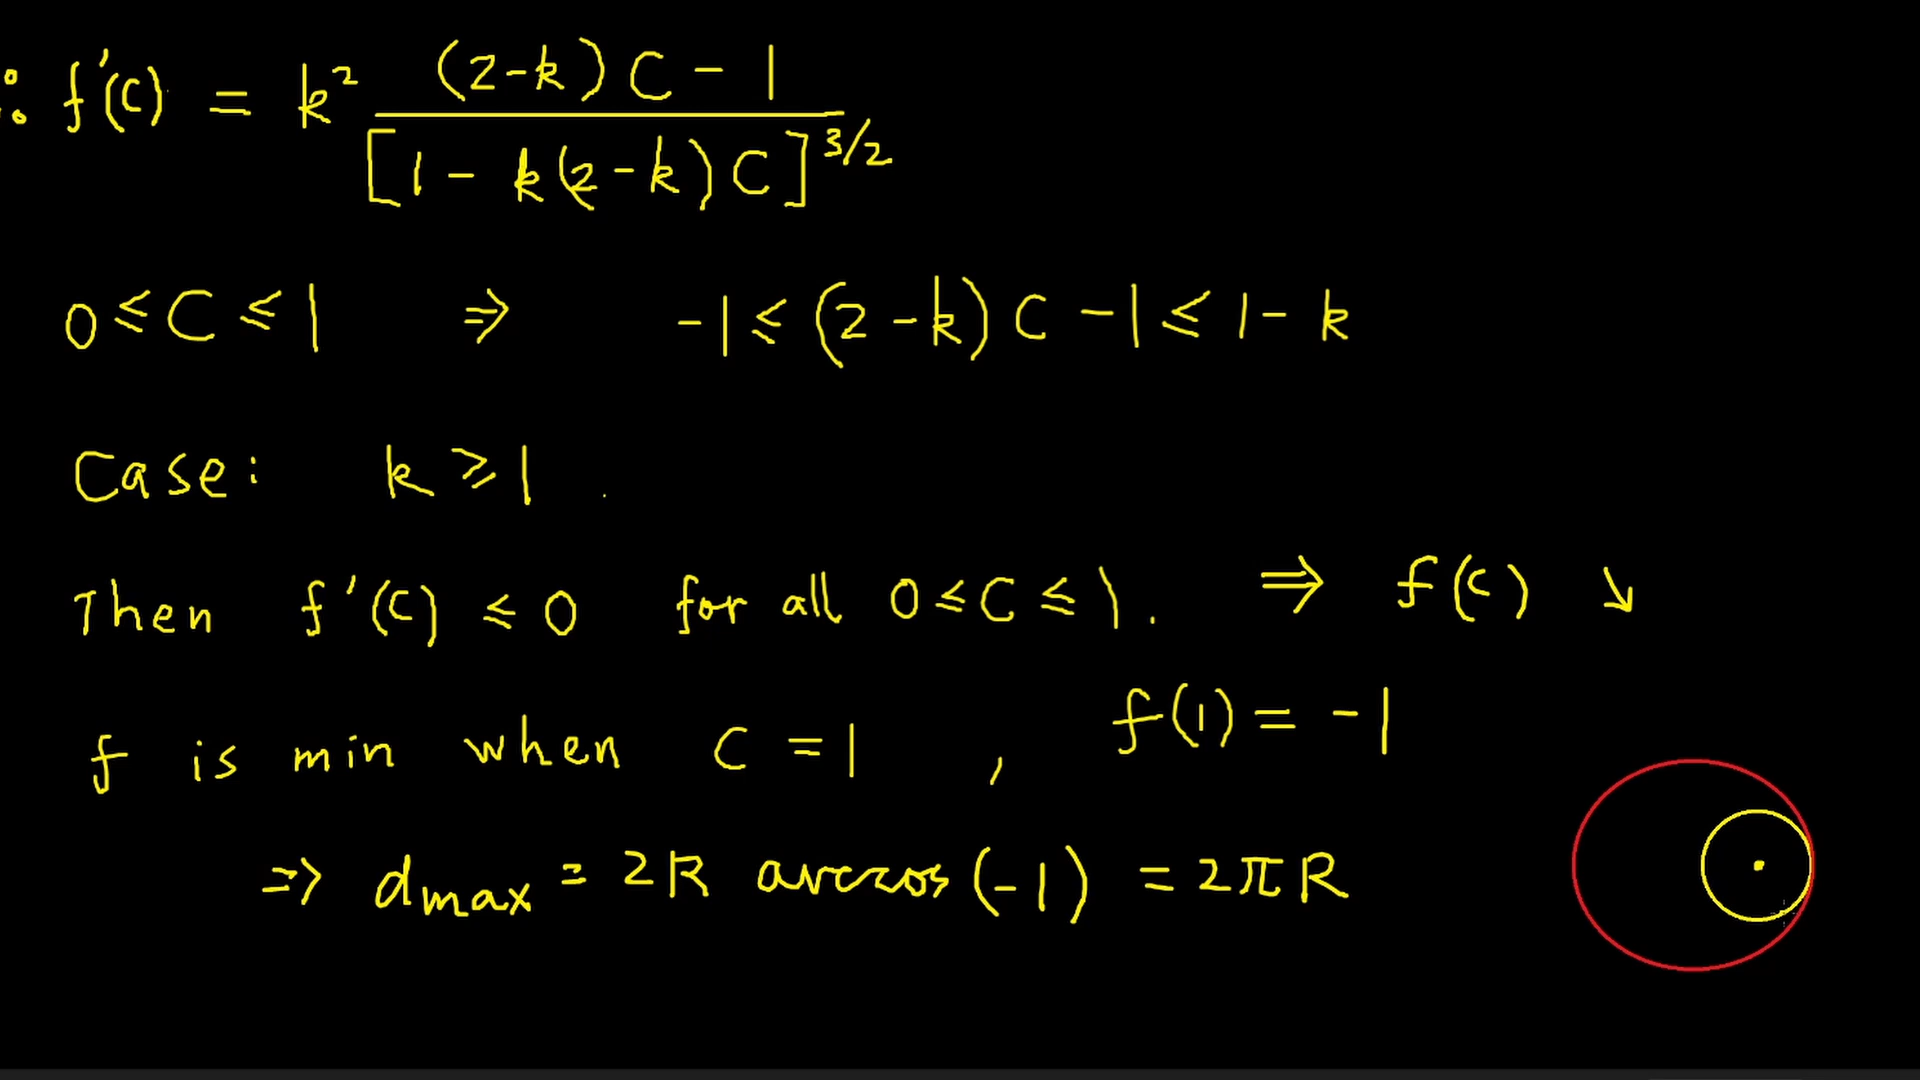 ∴ f'(C) = k² (2-k)C - 1 / [1 - k(2-k)C]^3/2
0 ≤ C ≤ 1 ⇒ -1 ≤ (2-k)C - 1 ≤ 1 - k
Case: k ≥ 1.
Then f'(C) ≤ 0 for all 0 ≤ C ≤ 1. ⇒ f(C) ↘
f is min when C = 1, f(1) = -1
⇒ dmax = 2R arccos(-1) = 2πR